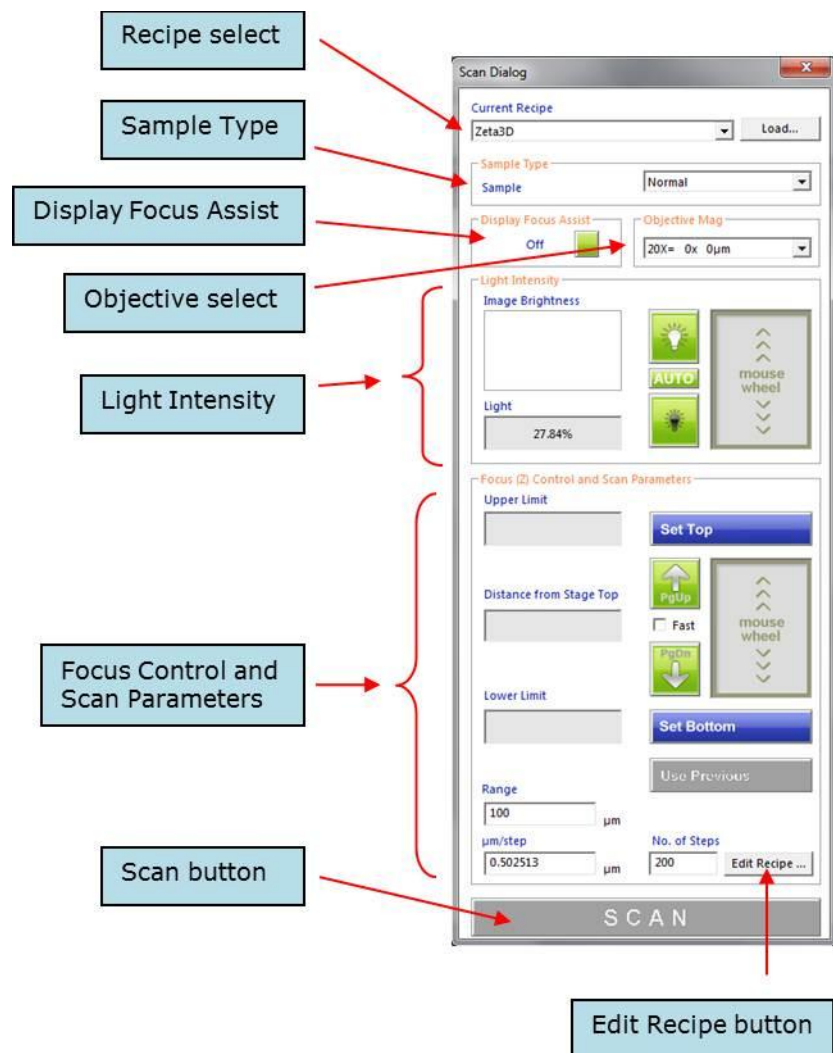 Recipe select
Scan Dialog
Current Recipe
Sample Type
Zeta3D
Load...
Sample Type
Sample
Normal
Display Focus Assist
Display Focus Assist
Objective Mag
Off
20X= 0x 0µm
Objective select
Light Intensity
Image Brightness
AUTO
mouse
wheel
Light Intensity
Light
27.84%
Focus (Z) Control and Scan Parameters
Upper Limit
Set Top
Distance from Stage Top
PgUp
Fast
mouse
wheel
PgDn
Focus Control and
Scan Parameters
Lower Limit
Set Bottom
Use Previous
Range
100
µm
µm/step
No. of Steps
0.502513
µm
200
Edit Recipe ...
Scan button
SCAN
Edit Recipe button